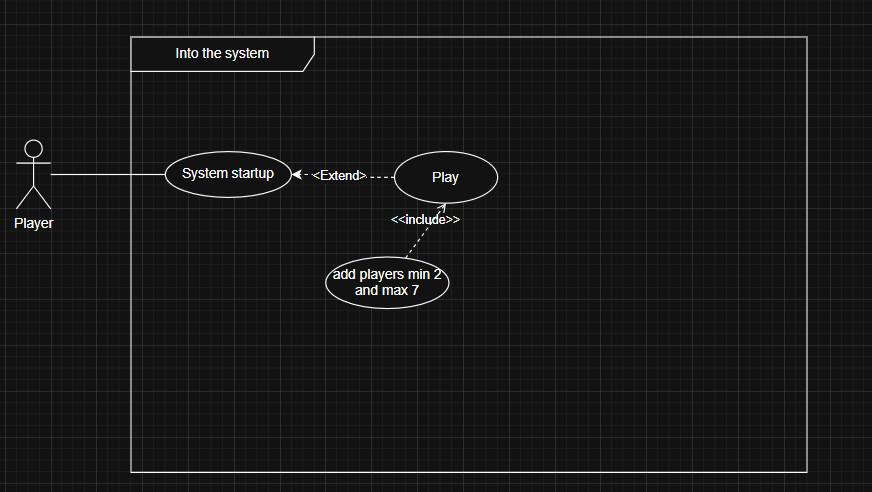 Into the system
System startup
<Extend>
Play
Player
<<include>>
add players min 2
and max 7